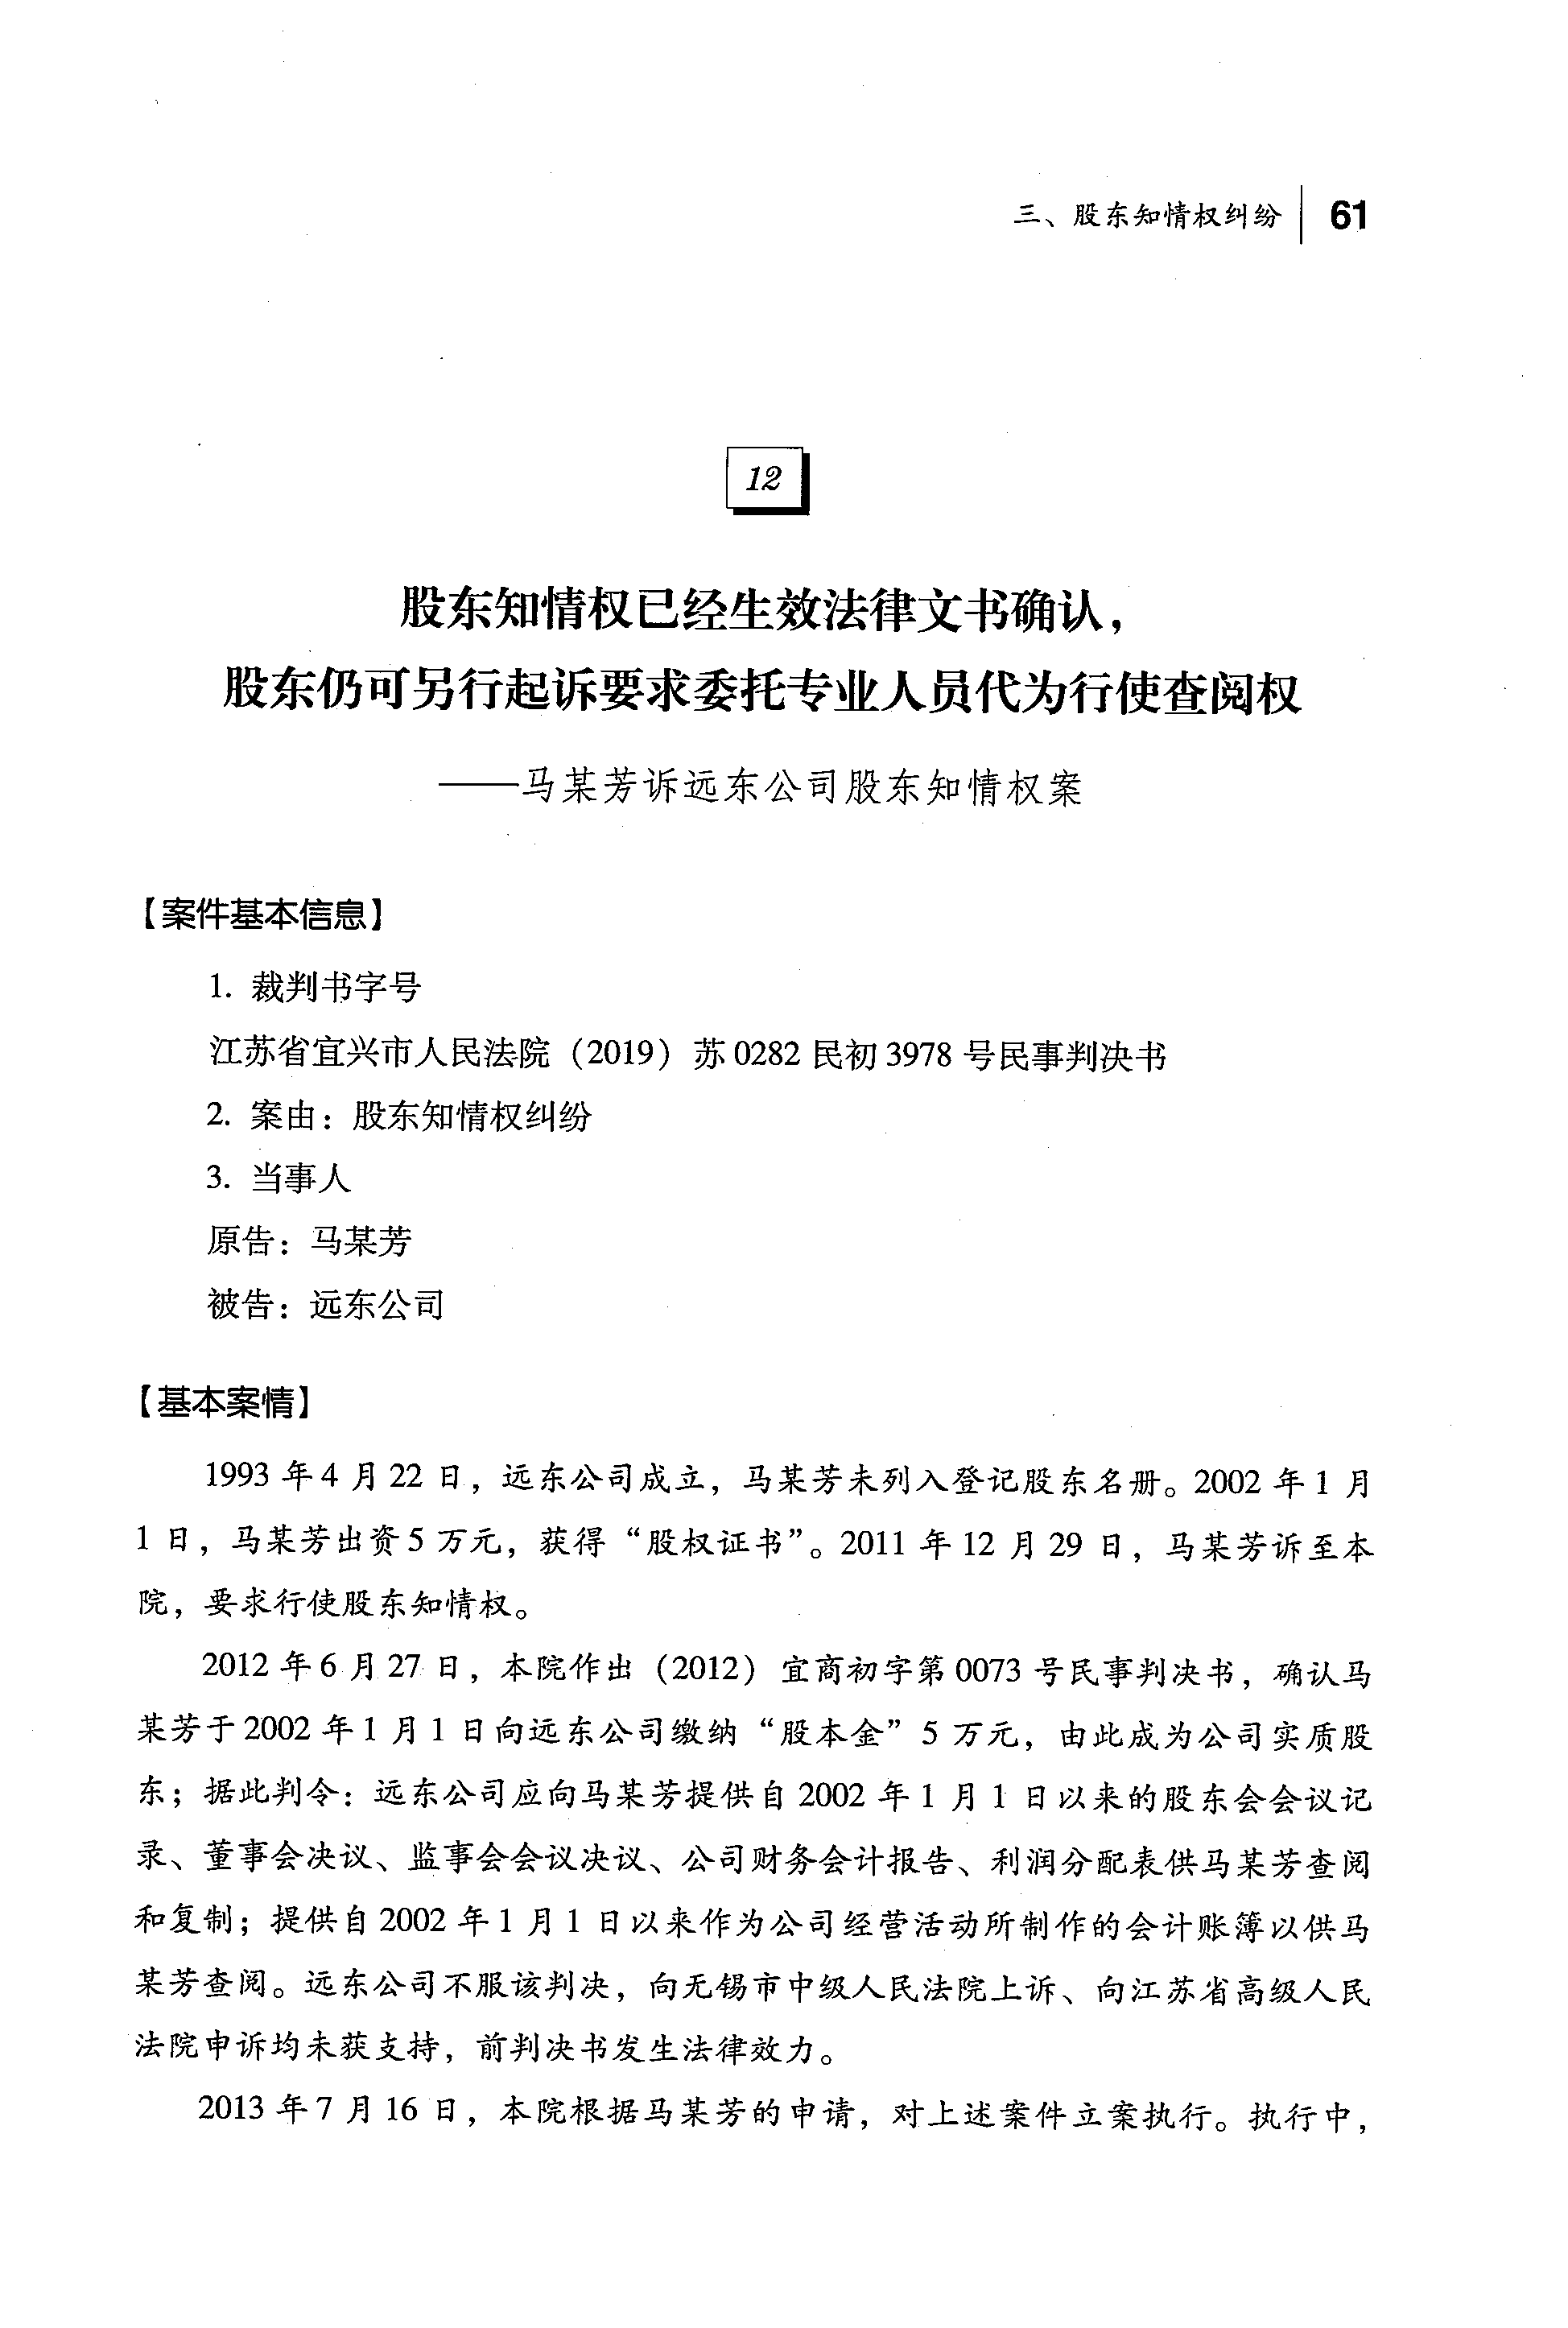 三、股东知情权纠纷 61
12
股东知情权已经生效法律文书确认，
股东仍可另行起诉要求委托专业人员代为行使查阅权
——马某芳诉远东公司股东知情权案
【案件基本信息】
1. 裁判书字号
江苏省宜兴市人民法院（2019）苏0282民初3978号民事判决书
2. 案由：股东知情权纠纷
3. 当事人
原告：马某芳
被告：远东公司
【基本案情】
1993年4月22日，远东公司成立，马某芳未列入登记股东名册。2002年1月
1日，马某芳出资5万元，获得“股权证书”。2011年12月29日，马某芳诉至本
院，要求行使股东知情权。
2012年6月27日，本院作出（2012）宜商初字第0073号民事判决书，确认马
某芳于2002年1月1日向远东公司缴纳“股本金”5万元，由此成为公司实质股
东；据此判令：远东公司应向马某芳提供自2002年1月1日以来的股东会会议记
录、董事会决议、监事会会议决议、公司财务会计报告、利润分配表供马某芳查阅
和复制；提供自2002年1月1日以来作为公司经营活动所制作的会计账簿以供马
某芳查阅。远东公司不服该判决，向无锡市中级人民法院上诉、向江苏省高级人民
法院申诉均未获支持，前判决书发生法律效力。
2013年7月16日，本院根据马某芳的申请，对上述案件立案执行。执行中，